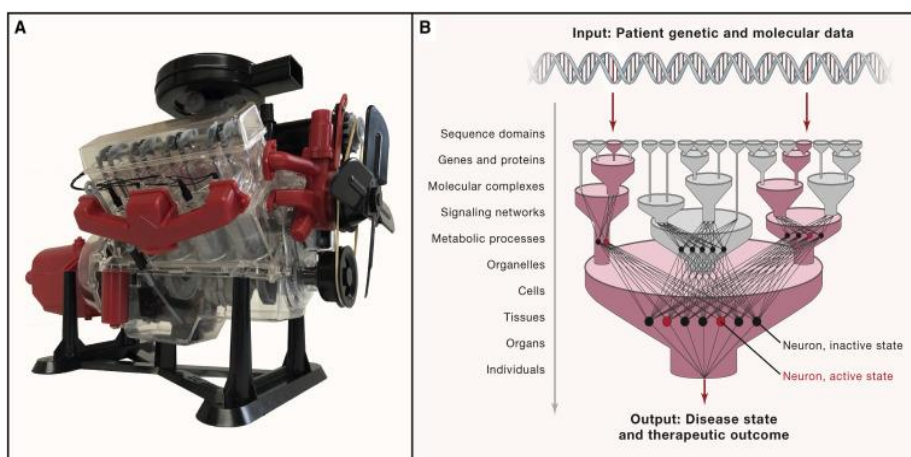 A
B
Input: Patient genetic and molecular data
Sequence domains
Genes and proteins
Molecular complexes
Signaling networks
Metabolic processes
Organelles
Cells
Tissues
Organs
Individuals
Neuron, inactive state
Neuron, active state
Output: Disease state
and therapeutic outcome